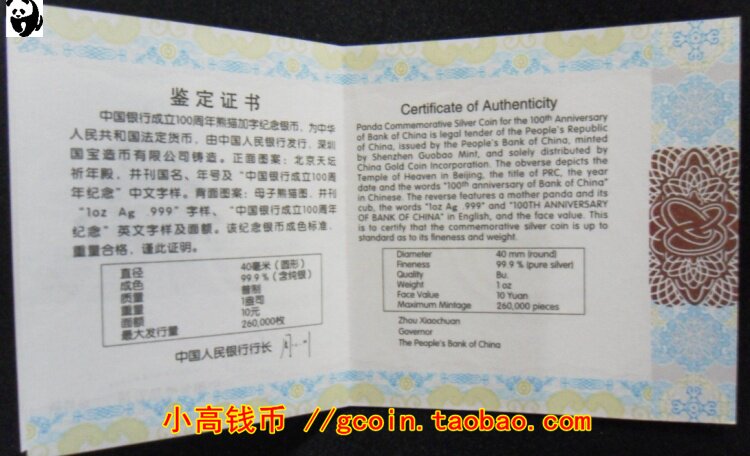 鉴定证书
中国银行成立100周年熊猫加字纪念银币，为中华
人民共和国法定货币，由中国人民银行发行，深圳
国宝造币有限公司铸造。正面图案：北京天坛
祈年殿，并刊国名、年号及“中国银行成立100周
年纪念”中文字样。背面图案：母子熊猫图，并刊
“1oz Ag .999”字样、“中国银行成立100周年
纪念”英文字样及面额。该纪念银币成色标准，
重量合格，谨此证明。
直径 40毫米（圆形）
成色 99.9％（含纯银）
质量 普制
重量 1盎司
面额 10元
最大发行量 260,000枚
中国人民银行行长
Certificate of Authenticity
Panda Commemorative Silver Coin for the 100th Anniversary
of Bank of China is legal tender of the People's Republic
of China, issued by the People's Bank of China, minted
by Shenzhen Guobao Mint, and solely distributed by
China Gold Coin Incorporation. The obverse depicts the
Temple of Heaven in Beijing, the title of PRC, the year
date and the words "100th anniversary of Bank of China"
in Chinese. The reverse features a mother panda and its
cub, the words "1oz Ag .999" and "100TH ANNIVERSARY
OF BANK OF CHINA" in English, and the face value. This
is to certify that the commemorative silver coin is up to
standard as to its fineness and weight.
Diameter 40 mm (round)
Fineness 99.9 % (pure silver)
Quality Bu.
Weight 1 oz
Face Value 10 Yuan
Maximum Mintage 260,000 pieces
Zhou Xiaochuan
Governor
The People's Bank of China
小高钱币 //gcoin.taobao.com